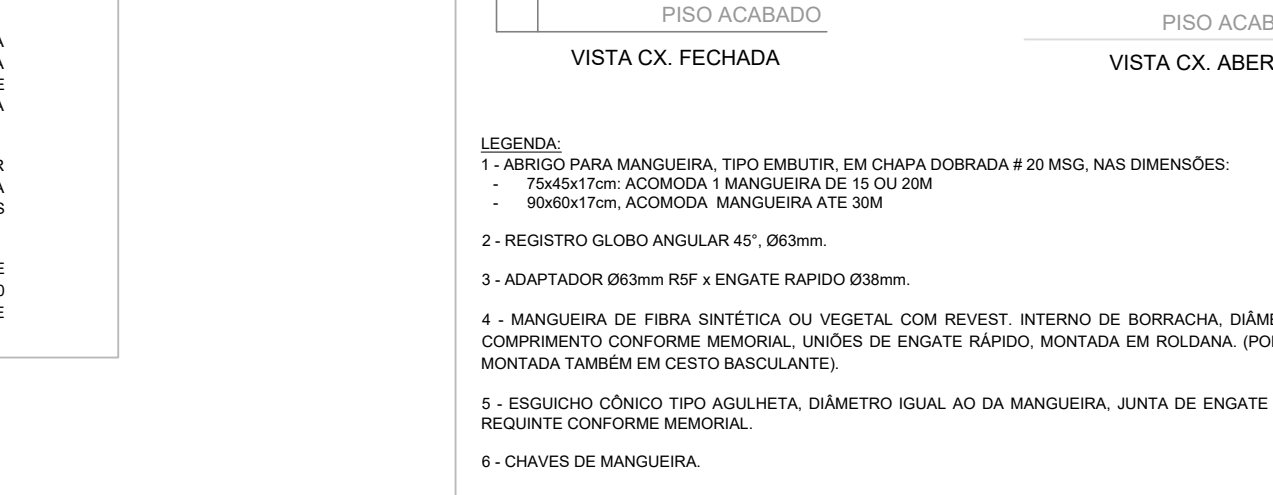 PISO ACABADO
VISTA CX. FECHADA
VISTA CX.
LEGENDA:
1 - ABRIGO PARA MANGUEIRA, TIPO EMBUTIR, EM CHAPA DOBRADA # 20 MSG, NAS DIMENSÕES:
- 75x45x17cm: ACOMODA 1 MANGUEIRA DE 15 OU 20M
- 90x60x17cm, ACOMODA MANGUEIRA ATE 30M
2 - REGISTRO GLOBO ANGULAR 45°, Ø63mm.
3 - ADAPTADOR Ø63mm R5F x ENGATE RAPIDO Ø38mm.
4 - MANGUEIRA DE FIBRA SINTÉTICA OU VEGETAL COM REVEST. INTERNO DE BORRACHA,
COMPRIMENTO CONFORME MEMORIAL, UNIÕES DE ENGATE RÁPIDO, MONTADA EM ROLDANA.
MONTADA TAMBÉM EM CESTO BASCULANTE).
5 - ESGUICHO CÔNICO TIPO AGULHETA, DIÂMETRO IGUAL AO DA MANGUEIRA, JUNTA DE ENGATE
REQUINTE CONFORME MEMORIAL.
6 - CHAVES DE MANGUEIRA.
PISO